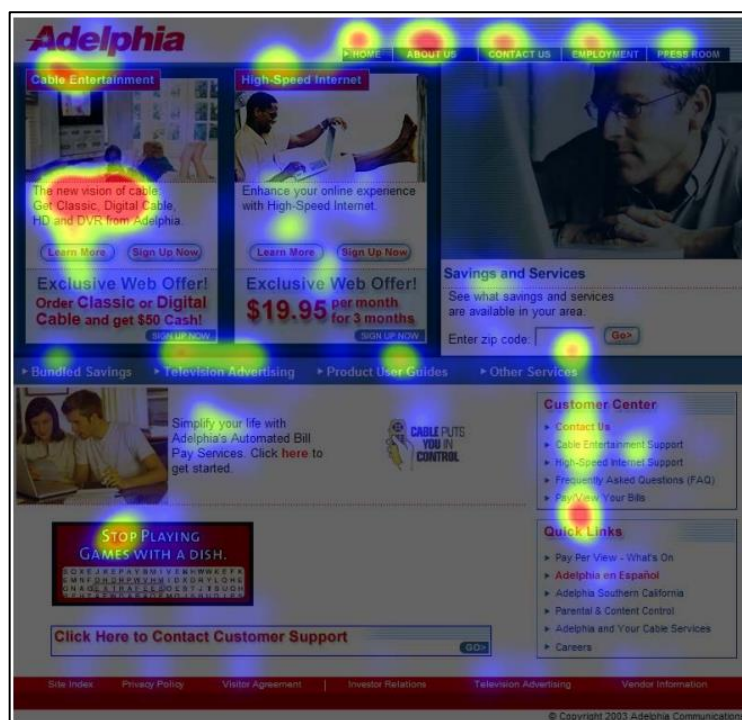 Adelphia
HOME ABOUT US CONTACT US EMPLOYMENT PRESS ROOM
Cable Entertainment
High-Speed Internet
The new vision of cable:
Get Classic, Digital Cable,
HD and DVR from Adelphia.
Learn More Sign Up Now
Exclusive Web Offer!
Order Classic or Digital
Cable and get $50 Cash!
SIGN UP NOW
Enhance your online experience
with High-Speed Internet.
Learn More Sign Up Now
Exclusive Web Offer!
$19.95 per month
for 3 months
SIGN UP NOW
Savings and Services
See what savings and services
are available in your area.
Enter zip code: Go>
Bundled Savings Television Advertising Product User Guides Other Services
Simplify your life with
Adelphia's Automated Bill
Pay Services. Click here to
get started.
CABLE PUTS
YOU IN
CONTROL
Customer Center
Contact Us
Cable Entertainment Support
High-Speed Internet Support
Frequently Asked Questions (FAQ)
Pay/View Your Bills
STOP PLAYING
GAMES WITH A DISH.
Quick Links
Pay Per View - What's On
Adelphia en Español
Adelphia Southern California
Parental & Content Control
Adelphia and Your Cable Services
Careers
Click Here to Contact Customer Support
GO>
Site Index Privacy Policy Visitor Agreement | Investor Relations Television Advertising Vendor Information
© Copyright 2003 Adelphia Communications